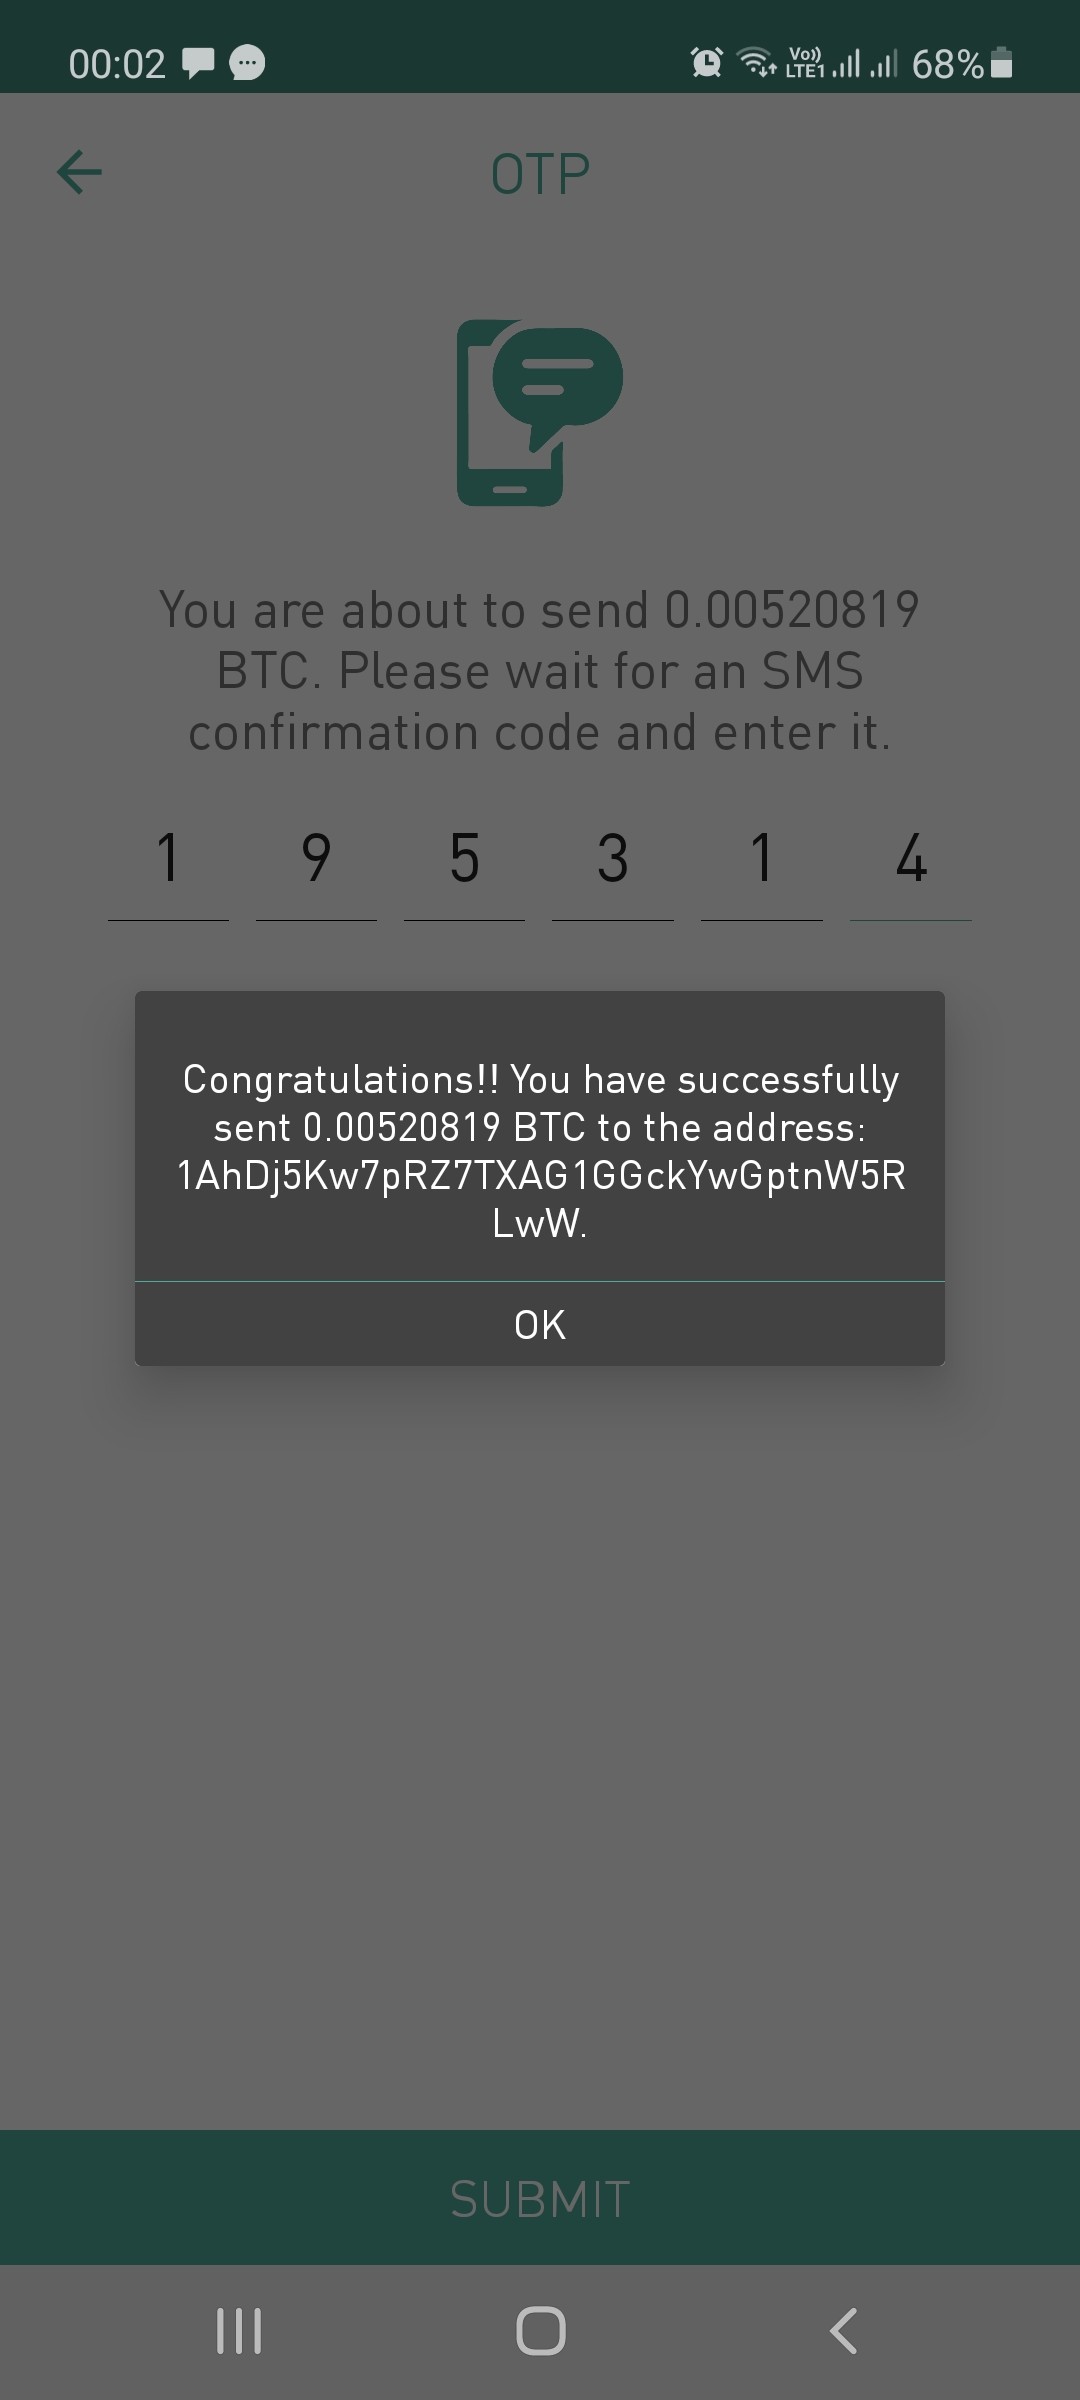 00:02
Vo)) LTE1 68%
OTP
You are about to send 0.00520819
BTC. Please wait for an SMS
confirmation code and enter it.
1 9 5 3 1 4
Congratulations!! You have successfully
sent 0.00520819 BTC to the address:
1AhDj5Kw7pRZ7TXAG1GGckYwGptnW5R
LwW.
OK
SUBMIT